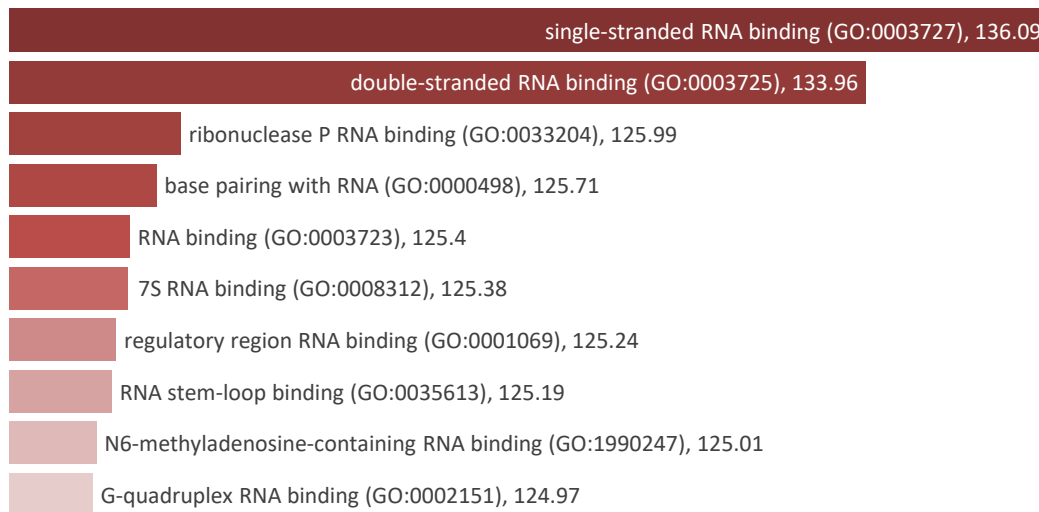 single-stranded RNA binding (GO:0003727), 136.09
double-stranded RNA binding (GO:0003725), 133.96
ribonuclease P RNA binding (GO:0033204), 125.99
base pairing with RNA (GO:0000498), 125.71
RNA binding (GO:0003723), 125.4
7S RNA binding (GO:0008312), 125.38
regulatory region RNA binding (GO:0001069), 125.24
RNA stem-loop binding (GO:0035613), 125.19
N6-methyladenosine-containing RNA binding (GO:1990247), 125.01
G-quadruplex RNA binding (GO:0002151), 124.97